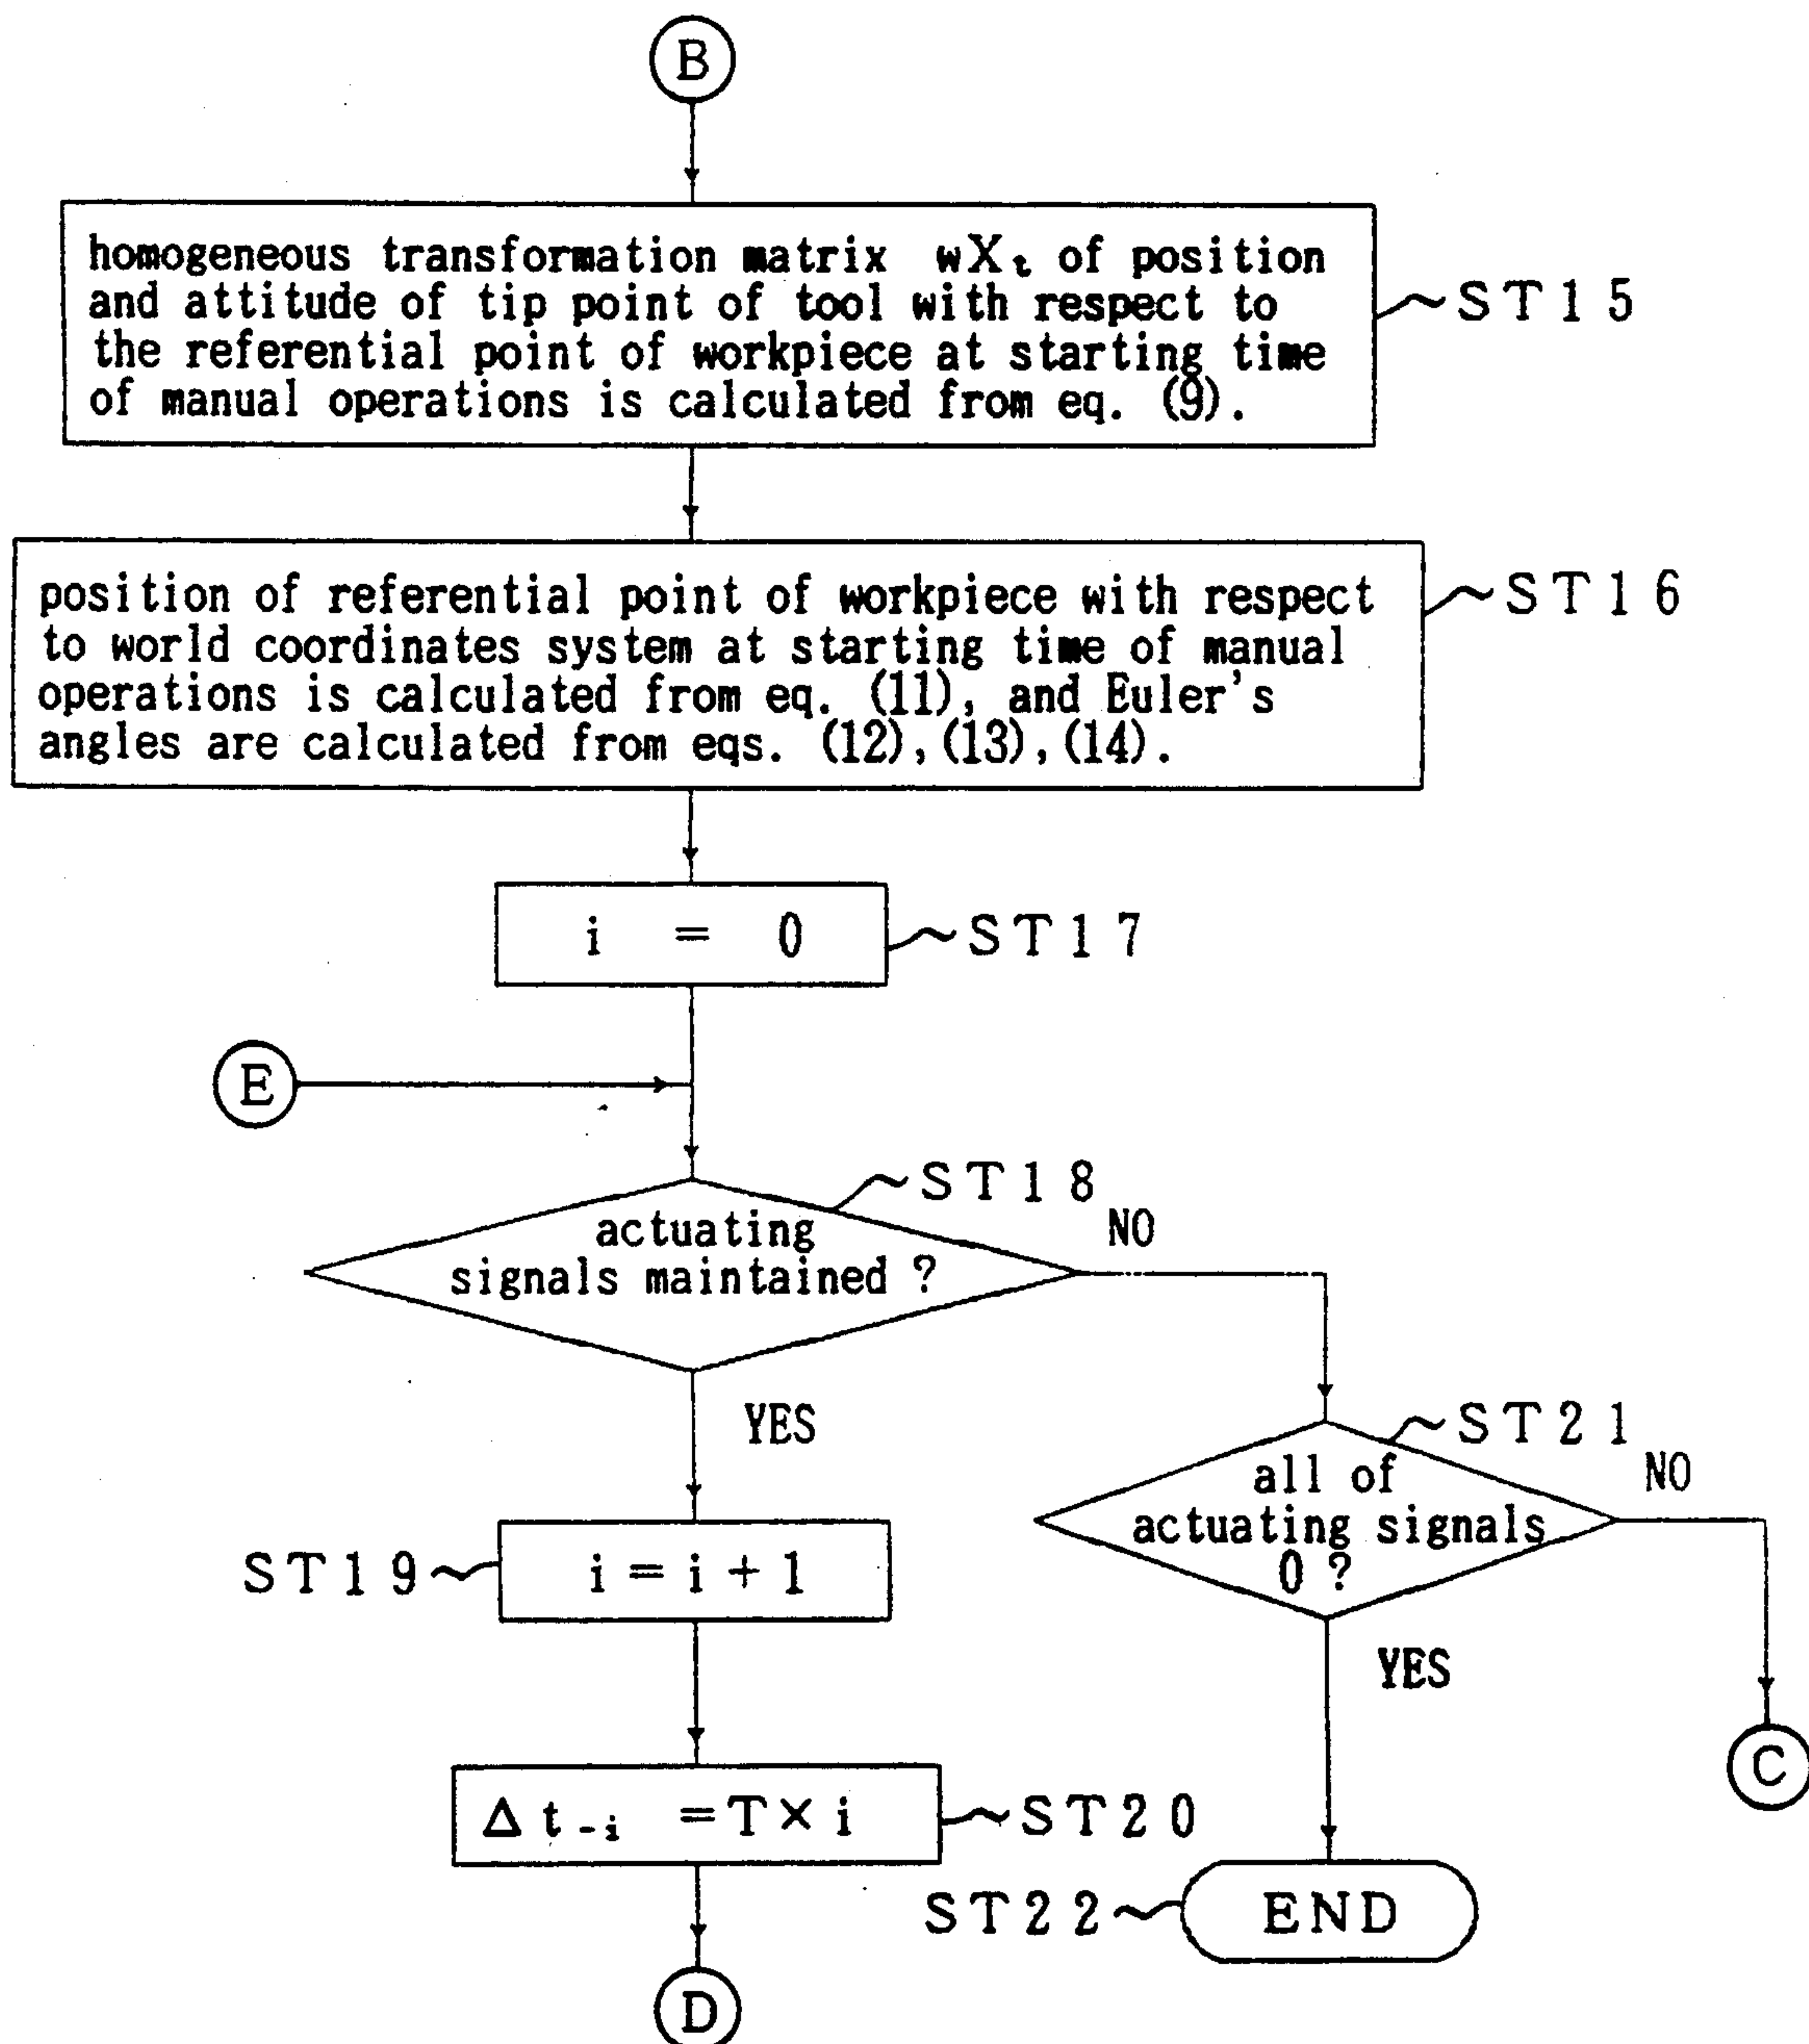 B
homogeneous transformation matrix wXt of position
and attitude of tip point of tool with respect to
the referential point of workpiece at starting time
of manual operations is calculated from eq. (9).
ST15
position of referential point of workpiece with respect
to world coordinates system at starting time of manual
operations is calculated from eq. (11), and Euler's
angles are calculated from eqs. (12),(13),(14).
ST16
i = 0
ST17
E
ST18
actuating
signals maintained ?
NO
YES
ST21
all of
actuating signals
0 ?
NO
ST19
i = i + 1
YES
C
Δt-i = T×i
ST20
ST22
END
D